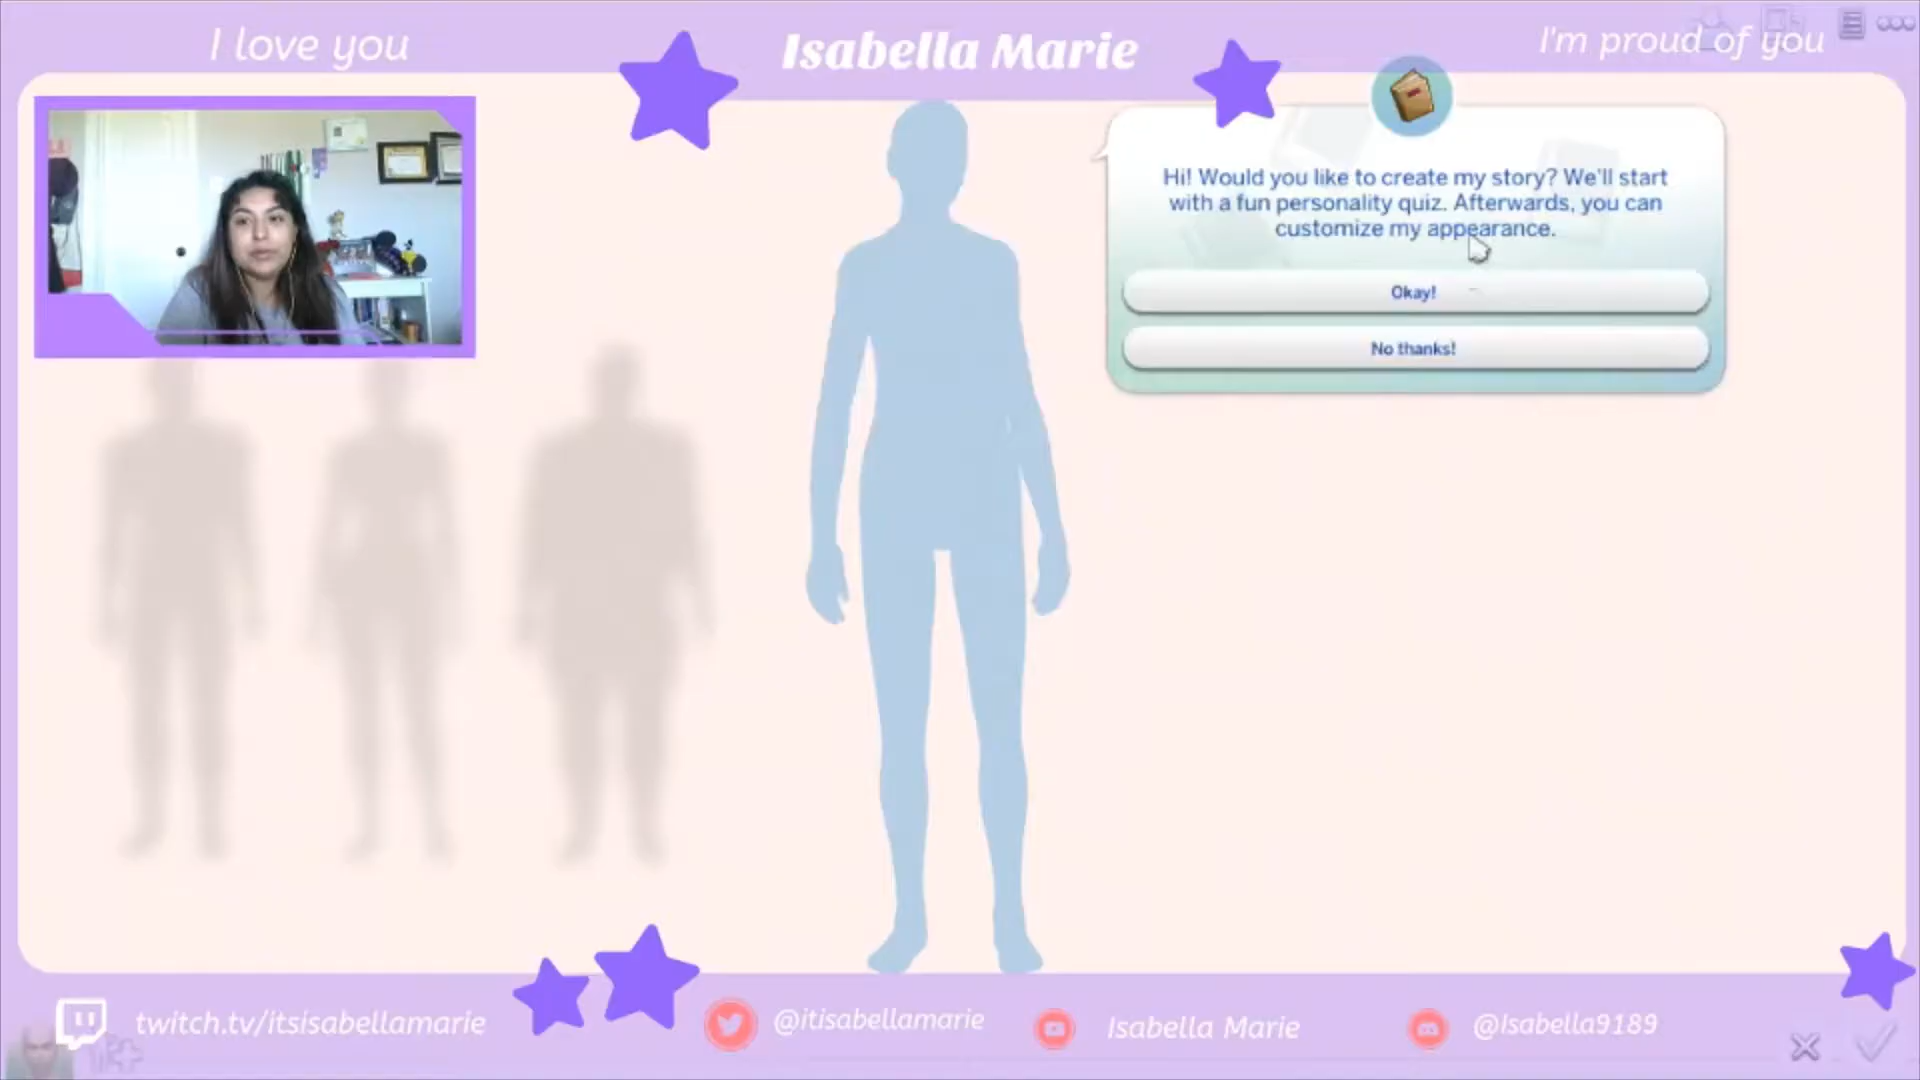 I love you
Isabella Marie
I'm proud of you
Hi! Would you like to create my story? We'll start
with a fun personality quiz. Afterwards, you can
customize my appearance.
Okay!
No thanks!
twitch.tv/itsisabellamarie
@itisabellamarie
Isabella Marie
@Isabella9189